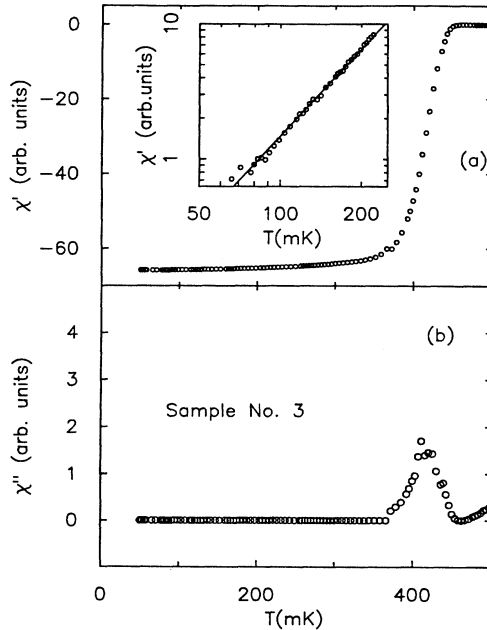 0
−20
−40
−60
χ' (arb. units)
10
1
χ' (arb.units)
50
100
200
T(mK)
(a)
4
3
2
1
0
χ'' (arb. units)
(b)
Sample No. 3
0
200
400
T(mK)